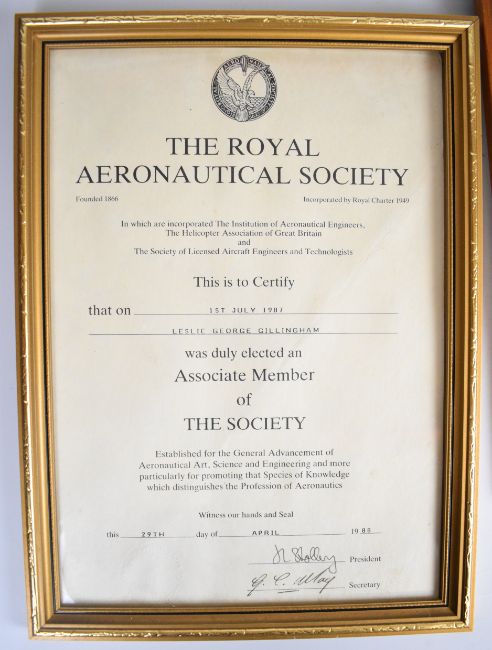 THE ROYAL
AERONAUTICAL SOCIETY
Founded 1866
Incorporated by Royal Charter 1949
In which are incorporated The Institution of Aeronautical Engineers,
The Helicopter Association of Great Britain
and
The Society of Licensed Aircraft Engineers and Technologists
This is to Certify
that on 1ST JULY 1987
LESLIE GEORGE GILLINGHAM
was duly elected an
Associate Member
of
THE SOCIETY
Established for the General Advancement of
Aeronautical Art, Science and Engineering and more
particularly for promoting that Species of Knowledge
which distinguishes the Profession of Aeronautics
Witness our hands and Seal
this 29TH day of APRIL 1988
President
Secretary